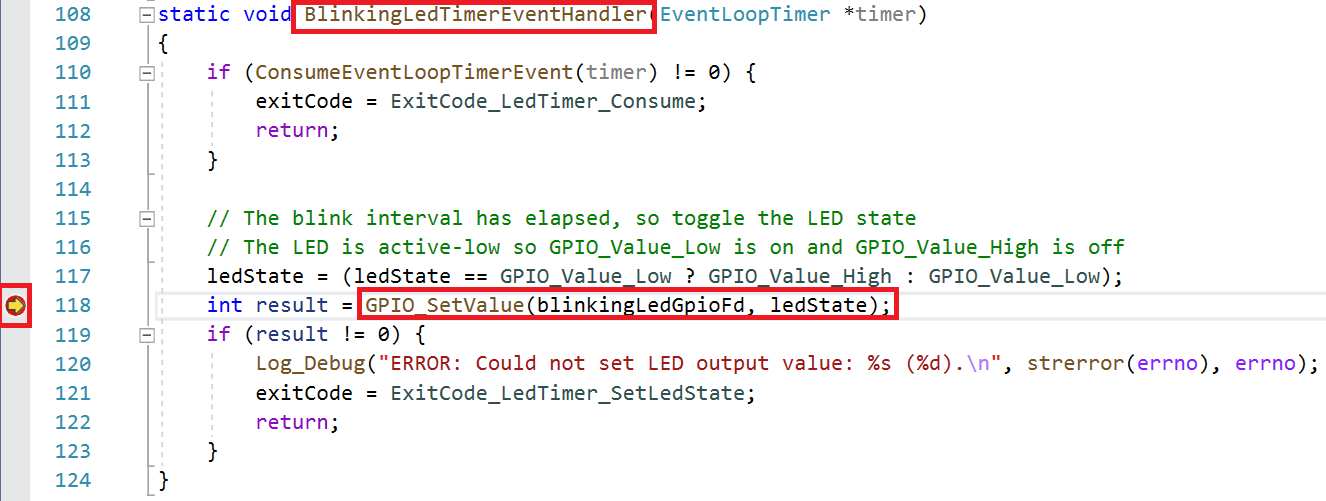 108 static void BlinkingLedTimerEventHandler(EventLoopTimer *timer)
109 {
110 if (ConsumeEventLoopTimerEvent(timer) != 0) {
111 exitCode = ExitCode_LedTimer_Consume;
112 return;
113 }
114
115 // The blink interval has elapsed, so toggle the LED state
116 // The LED is active-low so GPIO_Value_Low is on and GPIO_Value_High is off
117 ledState = (ledState == GPIO_Value_Low ? GPIO_Value_High : GPIO_Value_Low);
118 int result = GPIO_SetValue(blinkingLedGpioFd, ledState);
119 if (result != 0) {
120 Log_Debug("ERROR: Could not set LED output value: %s (%d).\n", strerror(errno), errno);
121 exitCode = ExitCode_LedTimer_SetLedState;
122 return;
123 }
124 }